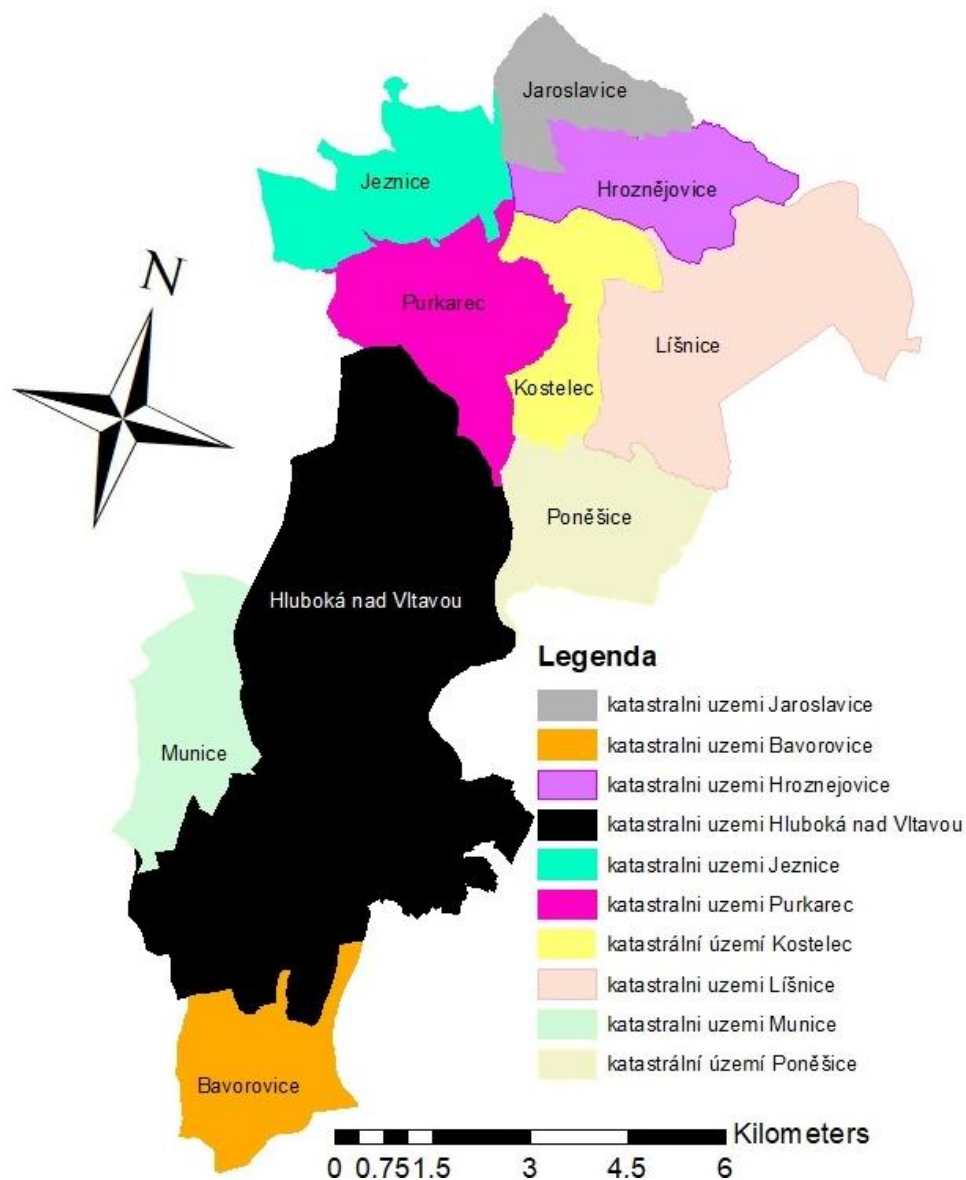 Jaroslavice
Jeznice
Hroznějovice
N
Purkarec
Líšnice
Kostelec
Poněšice
Hluboká nad Vltavou
Munice
Bavorovice
Legenda
katastralni uzemi Jaroslavice
katastralni uzemi Bavorovice
katastralni uzemi Hroznejovice
katastralni uzemi Hluboká nad Vltavou
katastralni uzemi Jeznice
katastralni uzemi Purkarec
katastrální území Kostelec
katastralni uzemi Líšnice
katastralni uzemi Munice
katastrální území Poněšice
Kilometers
0 0.75 1.5 3 4.5 6